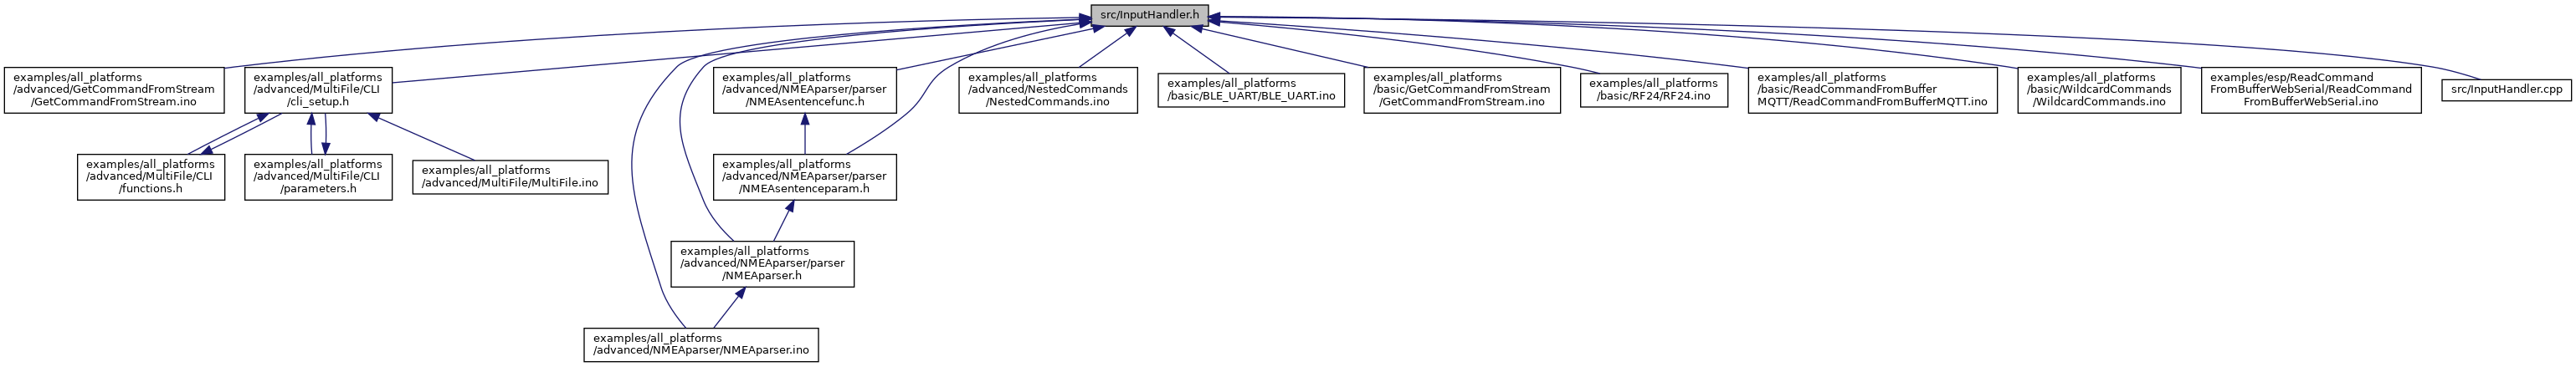 src/InputHandler.h
examples/all_platforms
/advanced/GetCommandFromStream
/GetCommandFromStream.ino
examples/all_platforms
/advanced/MultiFile/CLI
/cli_setup.h
examples/all_platforms
/advanced/NMEAparser/parser
/NMEAsentencefunc.h
examples/all_platforms
/advanced/NestedCommands
/NestedCommands.ino
examples/all_platforms
/basic/BLE_UART/BLE_UART.ino
examples/all_platforms
/basic/GetCommandFromStream
/GetCommandFromStream.ino
examples/all_platforms
/basic/RF24/RF24.ino
examples/all_platforms
/basic/ReadCommandFromBuffer
MQTT/ReadCommandFromBufferMQTT.ino
examples/all_platforms
/basic/WildcardCommands
/WildcardCommands.ino
examples/esp/ReadCommand
FromBufferWebSerial/ReadCommand
FromBufferWebSerial.ino
src/InputHandler.cpp
examples/all_platforms
/advanced/MultiFile/CLI
/functions.h
examples/all_platforms
/advanced/MultiFile/CLI
/parameters.h
examples/all_platforms
/advanced/MultiFile/MultiFile.ino
examples/all_platforms
/advanced/NMEAparser/parser
/NMEAsentenceparam.h
examples/all_platforms
/advanced/NMEAparser/parser
/NMEAparser.h
examples/all_platforms
/advanced/NMEAparser/NMEAparser.ino